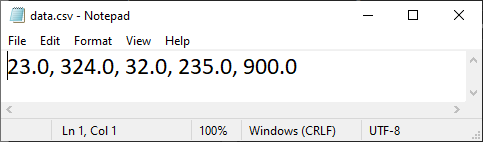 data.csv - Notepad
File Edit Format View Help
23.0, 324.0, 32.0, 235.0, 900.0
Ln 1, Col 1 100% Windows (CRLF) UTF-8